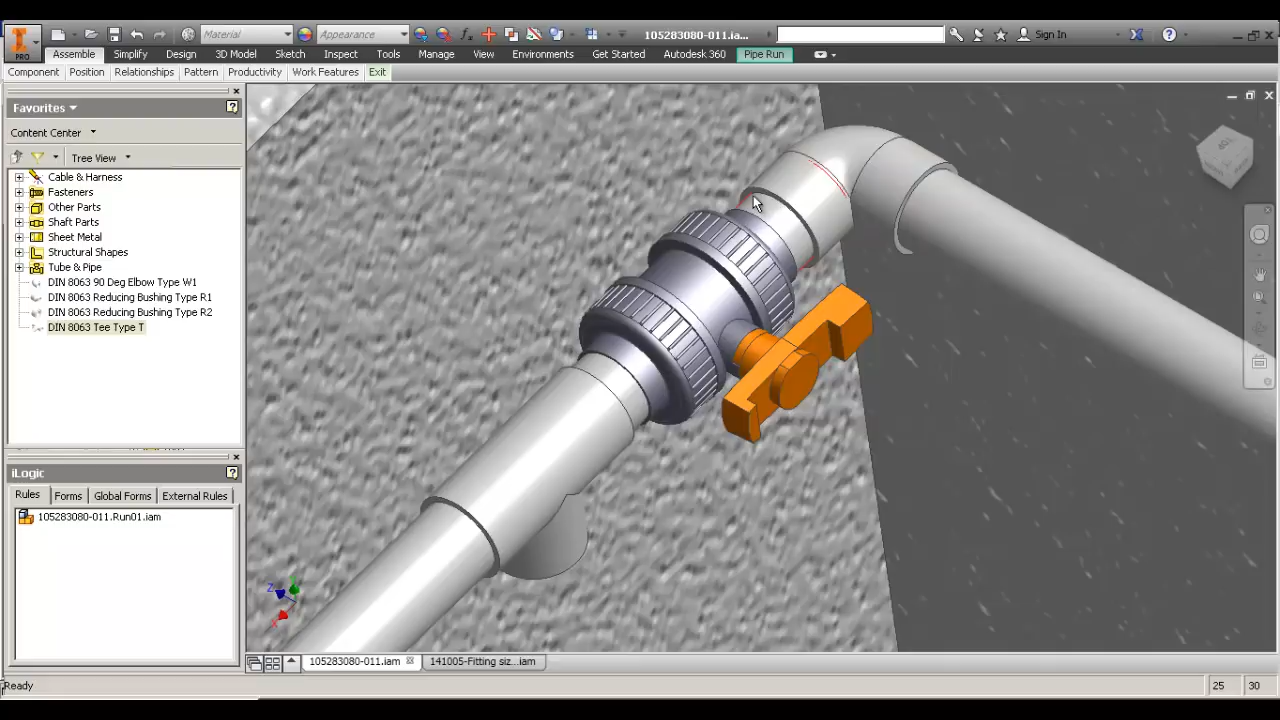 Material
Appearance
fx
105283080-011.ia...
Sign In
PRO
Assemble Simplify Design 3D Model Sketch Inspect Tools Manage View Environments Get Started Autodesk 360 Pipe Run
Component Position Relationships Pattern Productivity Work Features Exit
Favorites
Content Center
Tree View
Cable & Harness
Fasteners
Other Parts
Shaft Parts
Sheet Metal
Structural Shapes
Tube & Pipe
DIN 8063 90 Deg Elbow Type W1
DIN 8063 Reducing Bushing Type R1
DIN 8063 Reducing Bushing Type R2
DIN 8063 Tee Type T
iLogic
Rules Forms Global Forms External Rules
105283080-011.Run01.iam
Z
X
105283080-011.iam 141005-Fitting siz...iam
Ready
25 30